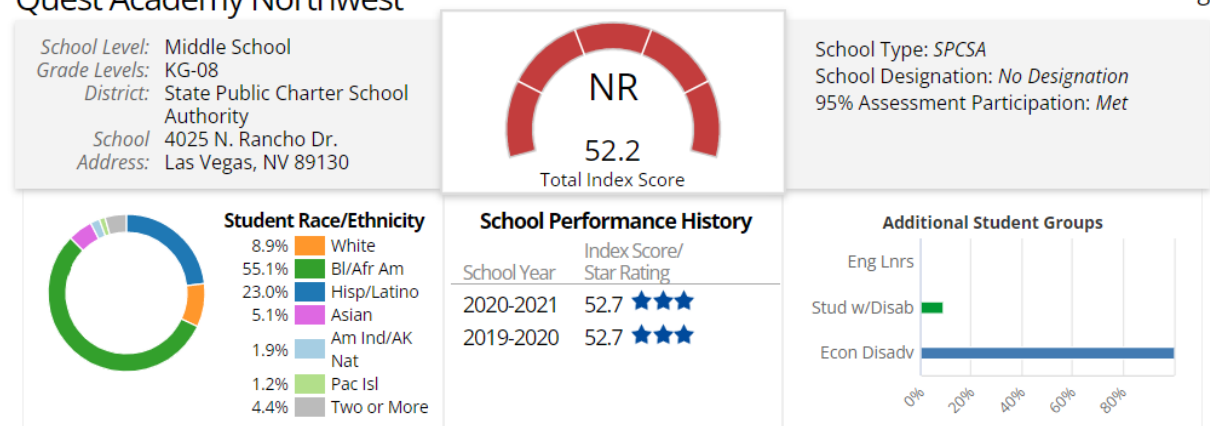 Quest Academy Northwest
School Level: Middle School
Grade Levels: KG-08
District: State Public Charter School
Authority
School 4025 N. Rancho Dr.
Address: Las Vegas, NV 89130
NR
52.2
Total Index Score
School Type: SPCSA
School Designation: No Designation
95% Assessment Participation: Met
Student Race/Ethnicity
8.9% White
55.1% Bl/Afr Am
23.0% Hisp/Latino
5.1% Asian
1.9% Am Ind/AK
Nat
1.2% Pac Isl
4.4% Two or More
School Performance History
Index Score/
School Year Star Rating
2020-2021 52.7
2019-2020 52.7
Additional Student Groups
Eng Lnrs
Stud w/Disab
Econ Disadv
0% 20% 40% 60% 80%